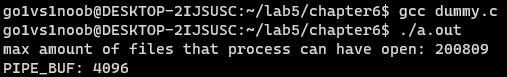 go1vs1noob@DESKTOP-2IJSUSC:~/lab5/chapter6$ gcc dummy.c
go1vs1noob@DESKTOP-2IJSUSC:~/lab5/chapter6$ ./a.out
max amount of files that process can have open: 200809
PIPE_BUF: 4096